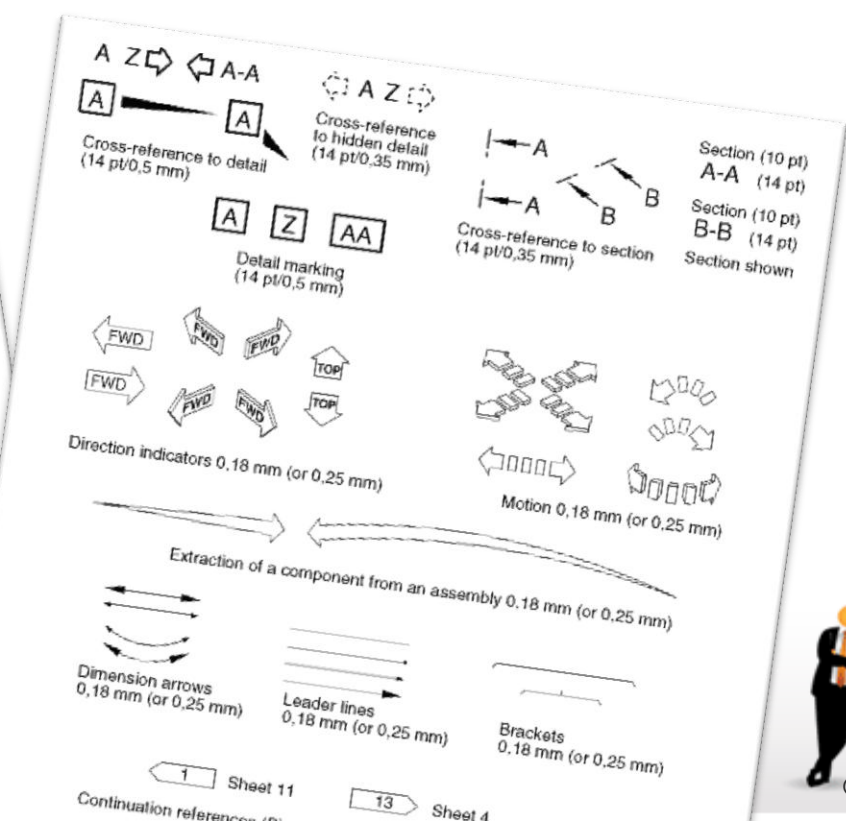 A Z A-A
A A
Cross-reference to detail
(14 pt/0,5 mm)
A Z
Cross-reference
to hidden detail
(14 pt/0,35 mm)
A
A
B
B
Cross-reference to section
(14 pt/0,35 mm)
Section (10 pt)
A-A (14 pt)
Section (10 pt)
B-B (14 pt)
Section shown
A Z AA
Detail marking
(14 pt/0,5 mm)
FWD FWD FWD TOP
FWD FWD FWD TOP
Direction indicators 0,18 mm (or 0,25 mm)
Motion 0,18 mm (or 0,25 mm)
Extraction of a component from an assembly 0,18 mm (or 0,25 mm)
Dimension arrows
0,18 mm (or 0,25 mm)
Leader lines
0,18 mm (or 0,25 mm)
Brackets
0,18 mm (or 0,25 mm)
1 Sheet 11
13 Sheet 4
Continuation references